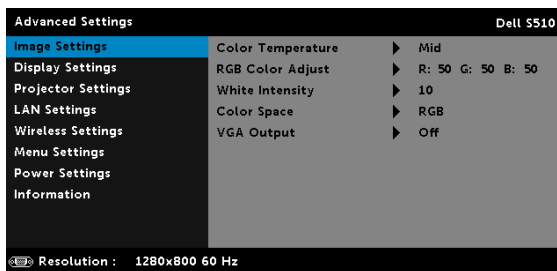 Advanced Settings Dell S510
Image Settings Color Temperature Mid
Display Settings RGB Color Adjust R: 50 G: 50 B: 50
Projector Settings White Intensity 10
LAN Settings Color Space RGB
Wireless Settings VGA Output Off
Menu Settings
Power Settings
Information
Resolution : 1280x800 60 Hz